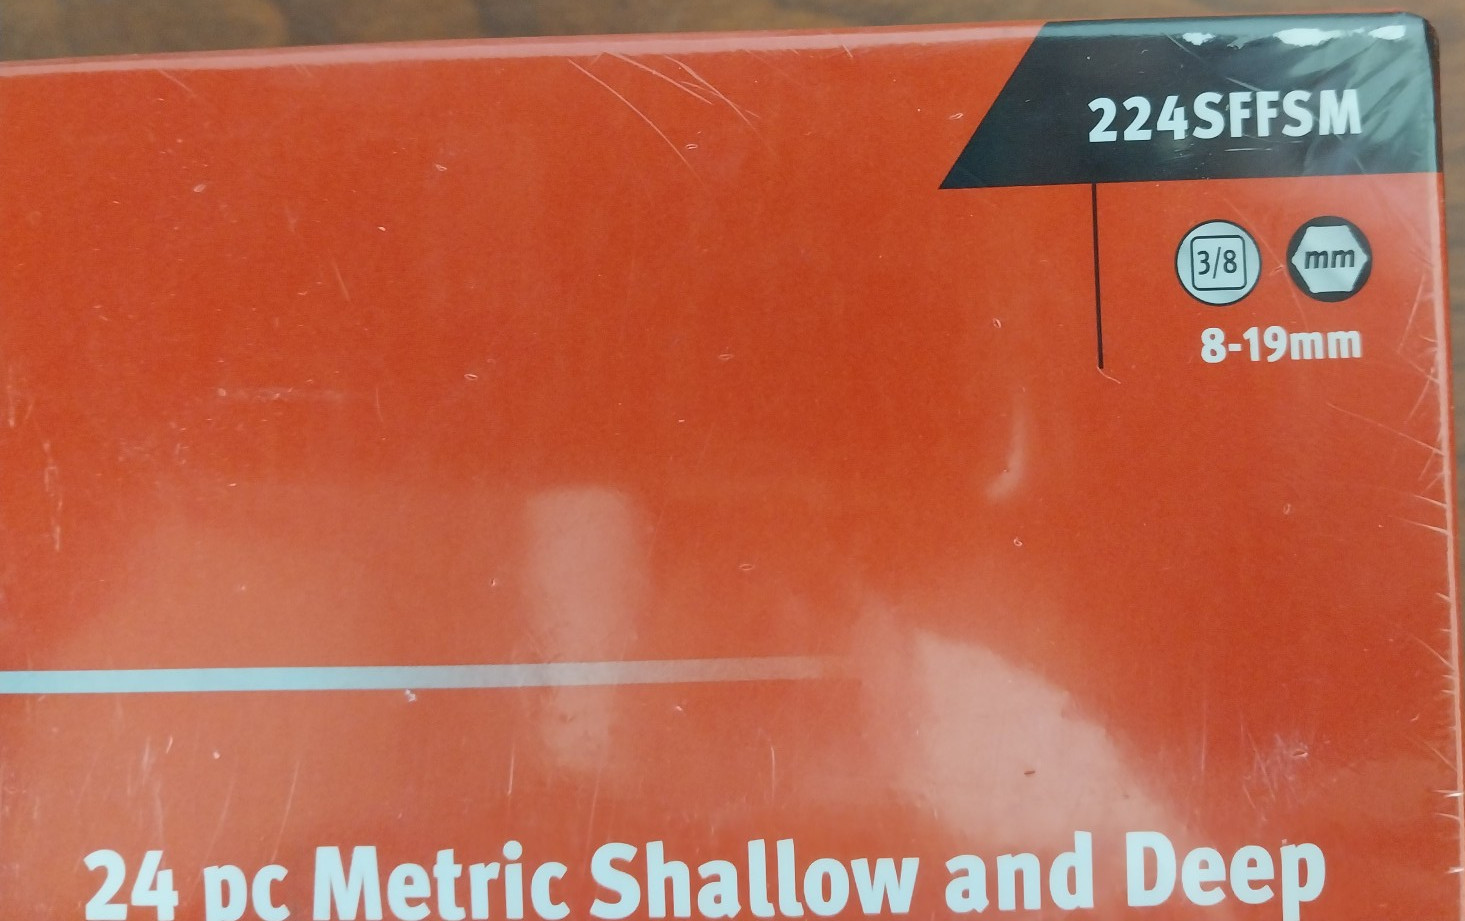 224SFFSM
3/8 mm
8-19mm
24 pc Metric Shallow and Deep